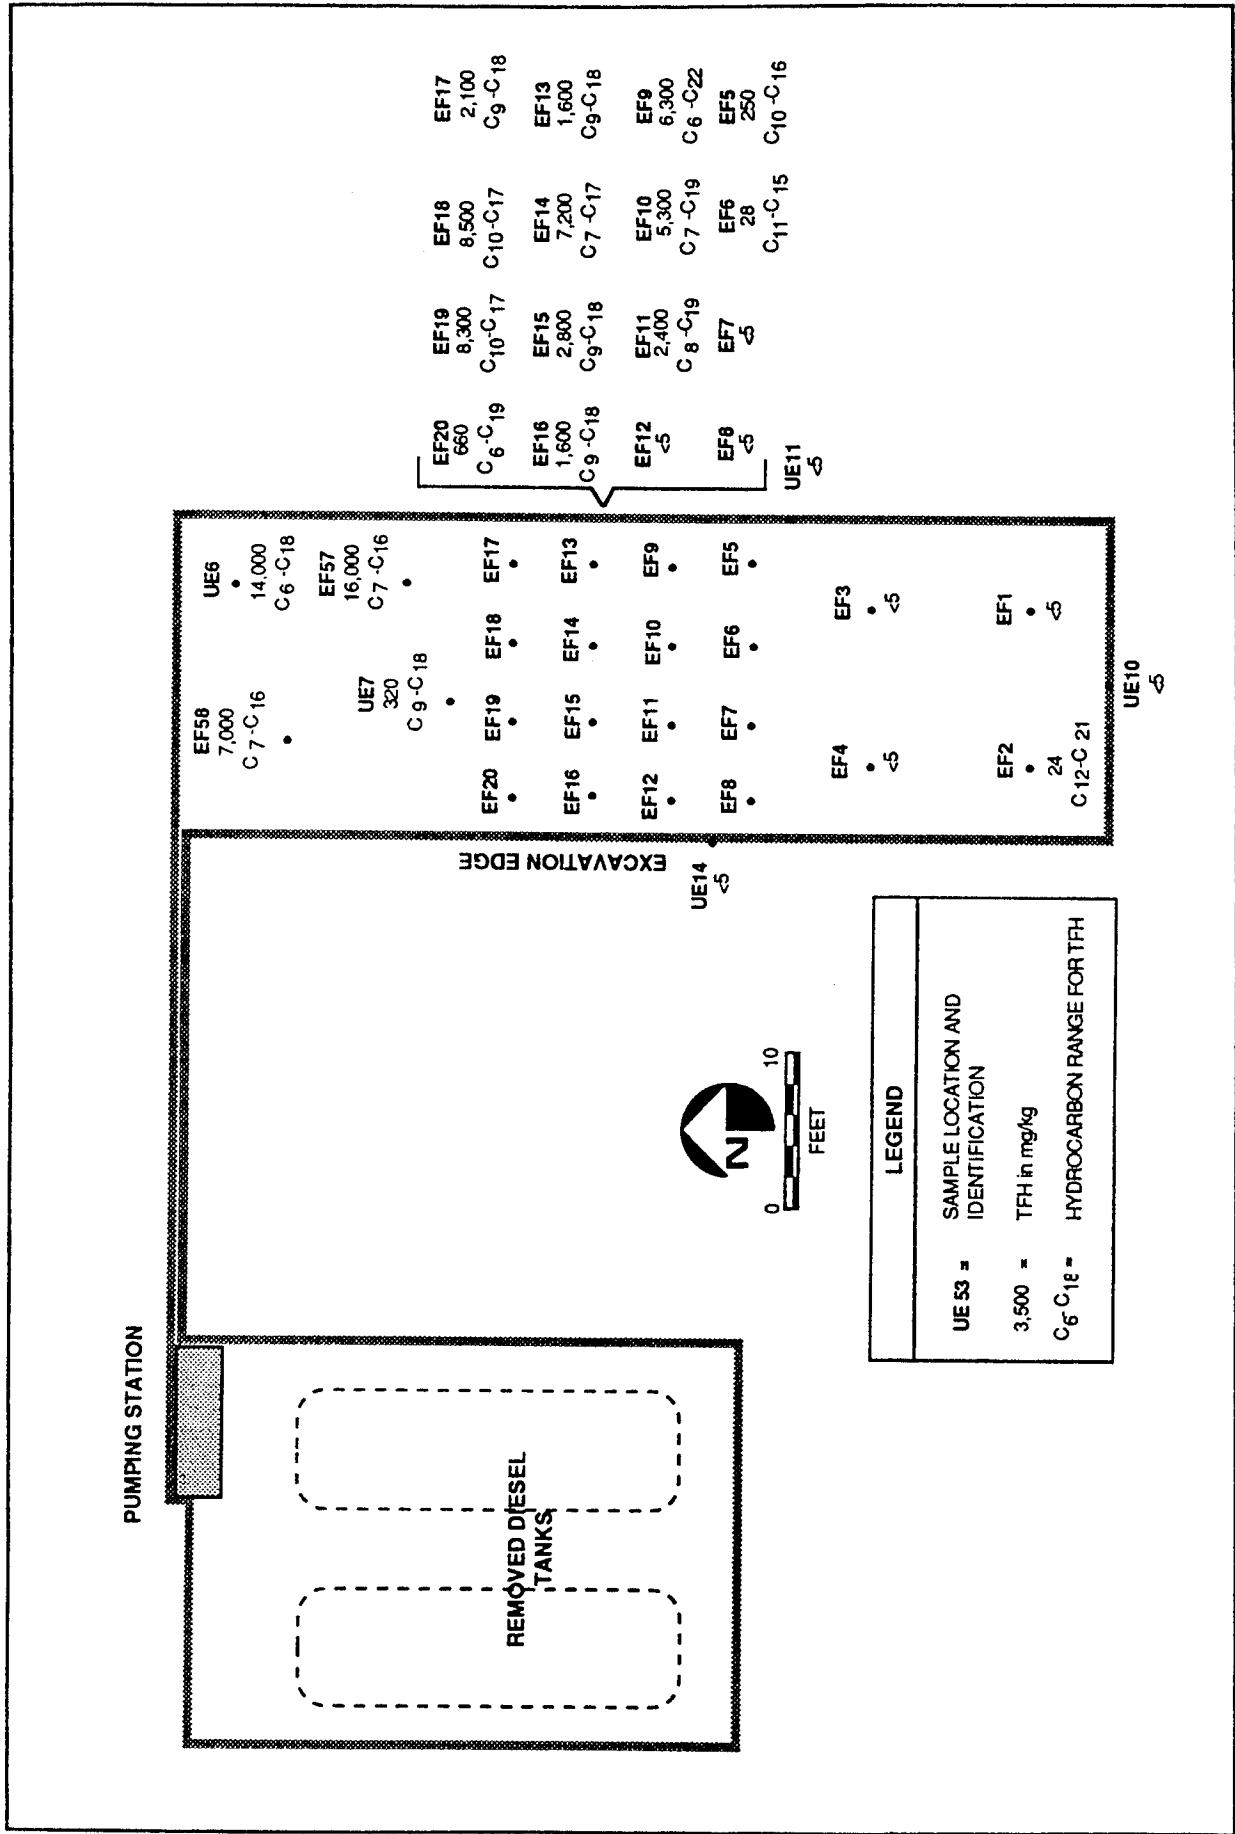 PUMPING STATION
REMOVED DIESEL
TANKS
EXCAVATION EDGE
N
0
10
FEET
EF58
7,000
C7-C16
UE6
14,000
C6-C18
EF57
16,000
C7-C16
UE7
320
C9-C18
EF20
EF19
EF18
EF17
EF16
EF15
EF14
EF13
EF12
EF11
EF10
EF9
EF8
EF7
EF6
EF5
EF4
<5
EF3
<5
EF2
24
C12-C21
EF1
<5
UE14
<5
UE10
<5
UE11
<5
EF20
660
C6-C19
EF19
8,300
C10-C17
EF18
8,500
C10-C17
EF17
2,100
C9-C18
EF16
1,600
C9-C18
EF15
2,800
C9-C18
EF14
7,200
C7-C17
EF13
1,600
C9-C18
EF12
<5
EF11
2,400
C8-C19
EF10
5,300
C7-C19
EF9
6,300
C6-C22
EF8
<5
EF7
<5
EF6
28
C11-C15
EF5
250
C10-C16
LEGEND
UE 53 = SAMPLE LOCATION AND
IDENTIFICATION
3,500 = TFH in mg/kg
C6-C18 = HYDROCARBON RANGE FOR TFH